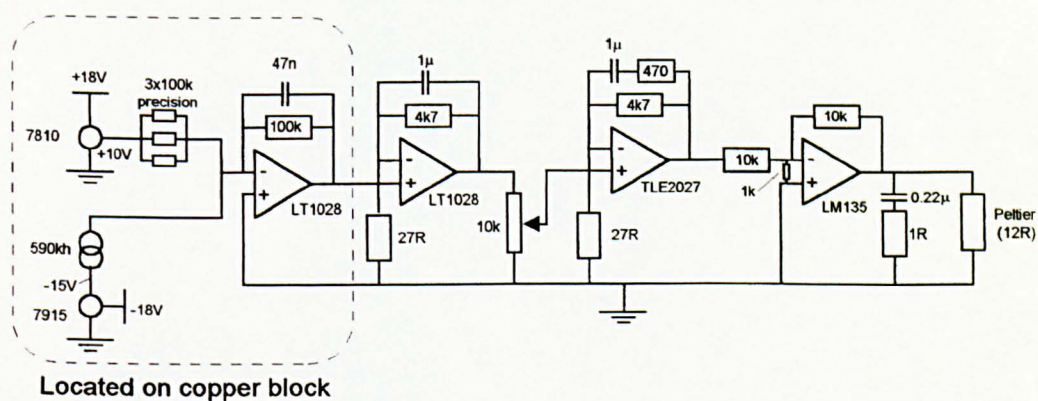 +18V
3x100k
precision
7810
+10V
590kh
-15V
7915
-18V
47n
100k
-
+
LT1028
1μ
4k7
-
+
LT1028
27R
10k
1μ
470
4k7
-
+
TLE2027
27R
10k
1k
10k
-
+
LM135
0.22μ
1R
Peltier
(12R)
Located on copper block